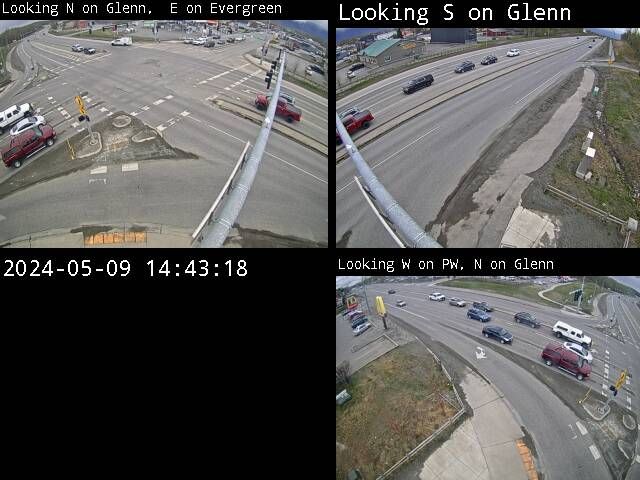 Looking N on Glenn, E on Evergreen
Looking S on Glenn
2024-05-09 14:43:18
Looking W on PW, N on Glenn